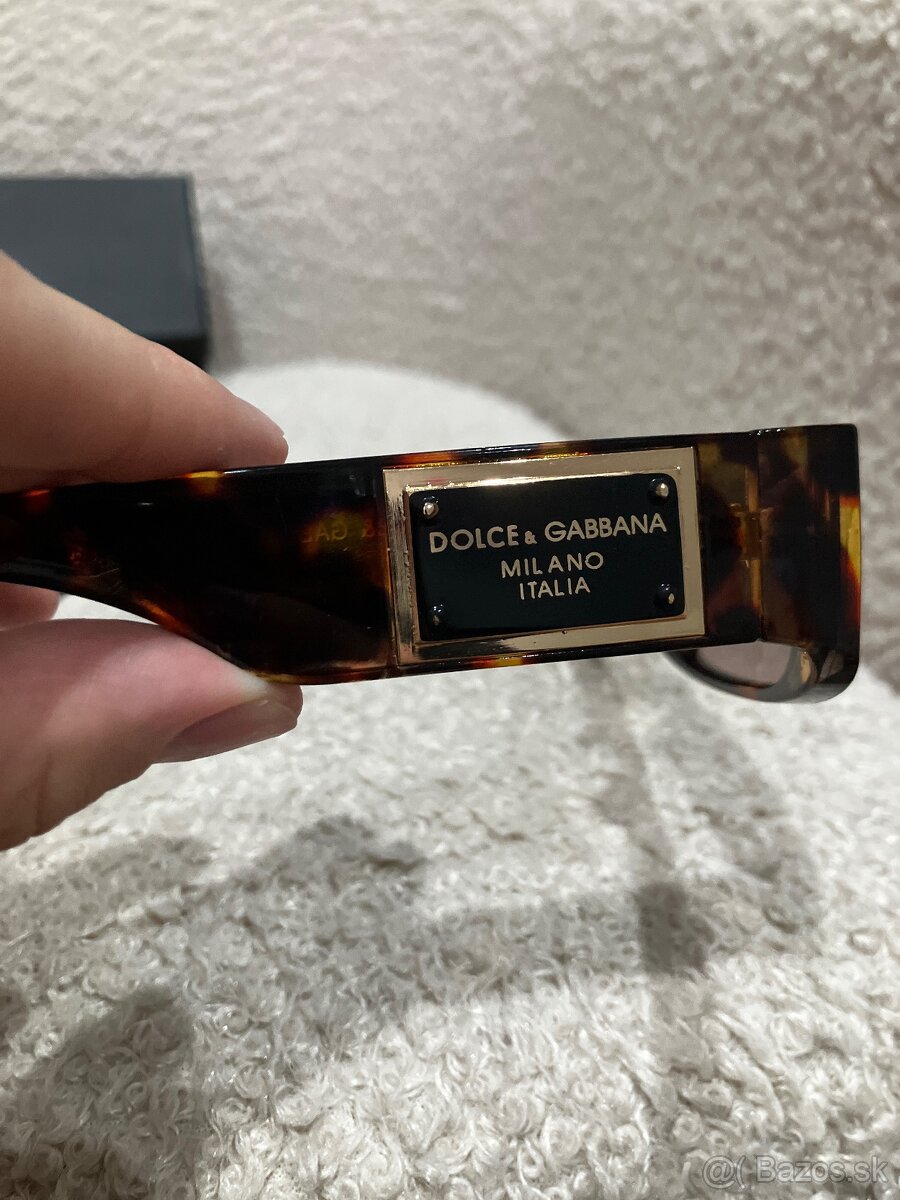 DOLCE & GABBANA
MILANO
ITALIA
@( Bazos.sk